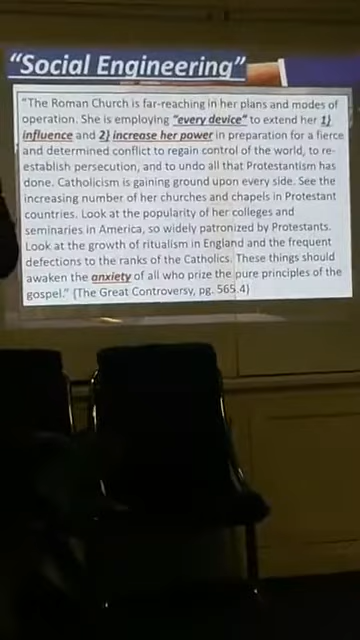 “Social Engineering”
“The Roman Church is far-reaching in her plans and modes of
operation. She is employing “every device” to extend her 1)
influence and 2) increase her power in preparation for a fierce
and determined conflict to regain control of the world, to re-
establish persecution, and to undo all that Protestantism has
done. Catholicism is gaining ground upon every side. See the
increasing number of her churches and chapels in Protestant
countries. Look at the popularity of her colleges and
seminaries in America, so widely patronized by Protestants.
Look at the growth of ritualism in England and the frequent
defections to the ranks of the Catholics. These things should
awaken the anxiety of all who prize the pure principles of the
gospel.” (The Great Controversy, pg. 565.4)